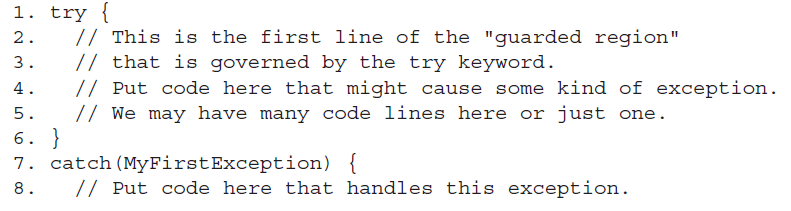 1. try {
2.   // This is the first line of the "guarded region"
3.   // that is governed by the try keyword.
4.   // Put code here that might cause some kind of exception.
5.   // We may have many code lines here or just one.
6. }
7. catch(MyFirstException) {
8.   // Put code here that handles this exception.